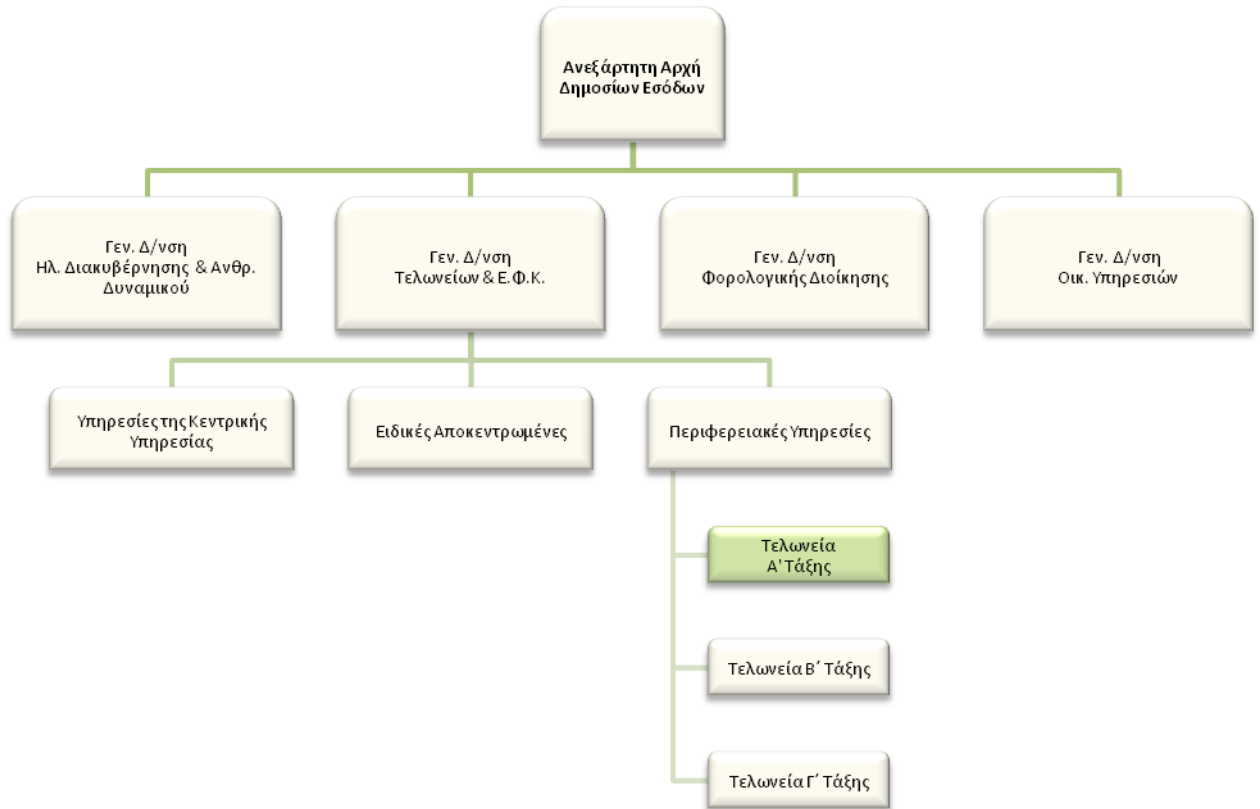 Ανεξάρτητη Αρχή
Δημοσίων Εσόδων
Γεν. Δ/νση
Ηλ. Διακυβέρνησης & Ανθρ.
Δυναμικού
Γεν. Δ/νση
Τελωνείων & Ε.Φ.Κ.
Γεν. Δ/νση
Φορολογικής Διοίκησης
Γεν. Δ/νση
Οικ. Υπηρεσιών
Υπηρεσίες της Κεντρικής
Υπηρεσίας
Ειδικές Αποκεντρωμένες
Περιφερειακές Υπηρεσίες
Τελωνεία
Α' Τάξης
Τελωνεία Β΄ Τάξης
Τελωνεία Γ΄ Τάξης